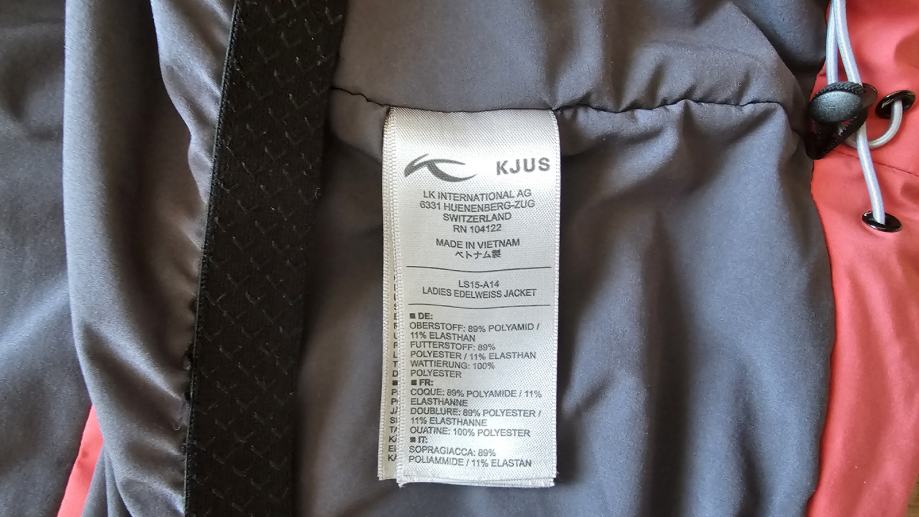 KJUS
LK INTERNATIONAL AG
6331 HUENENBERG-ZUG
SWITZERLAND
RN 104122
MADE IN VIETNAM
ベトナム製
LS15-A14
LADIES EDELWEISS JACKET
■ DE:
OBERSTOFF: 89% POLYAMID /
11% ELASTHAN
FUTTERSTOFF: 89%
POLYESTER / 11% ELASTHAN
WATTIERUNG: 100%
POLYESTER
■ FR:
COQUE: 89% POLYAMIDE / 11%
ELASTHANNE
DOUBLURE: 89% POLYESTER /
11% ELASTHANNE
OUATINE: 100% POLYESTER
■ IT:
SOPRAGIACCA: 89%
POLIAMMIDE / 11% ELASTAN